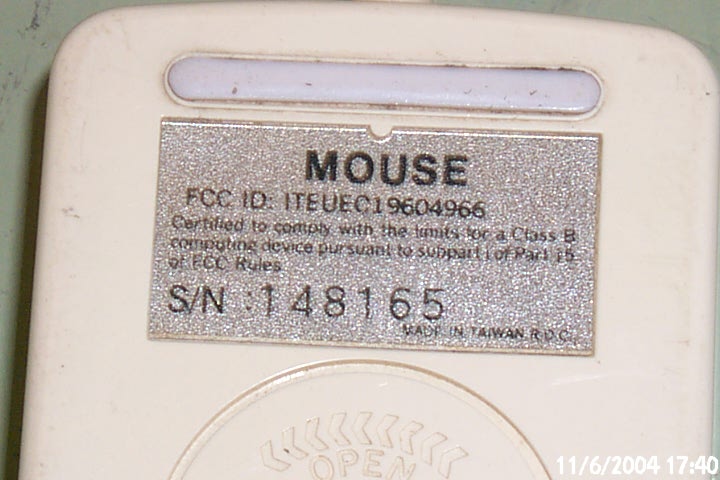 MOUSE
FCC ID: ITEUEC19604966
Certified to comply with the limits for a Class B
computing device pursuant to subpart j of Part 15
of FCC Rules
S/N :148165
MADE IN TAIWAN R.O.C.
OPEN
11/6/2004 17:40